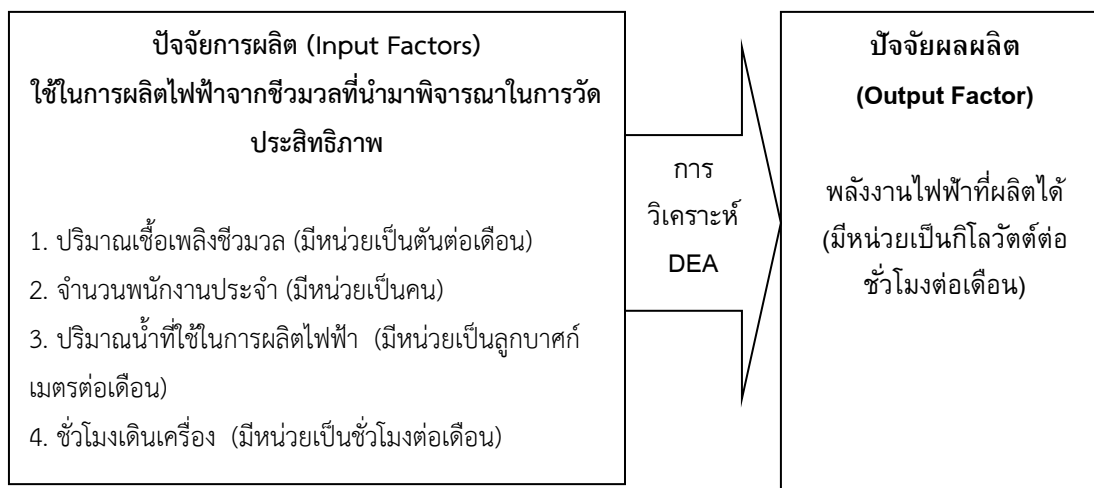 ปัจจัยการผลิต (Input Factors)
ใช้ในการผลิตไฟฟ้าจากชีวมวลที่นำมาพิจารณาในการวัด
ประสิทธิภาพ
1. ปริมาณเชื้อเพลิงชีวมวล (มีหน่วยเป็นตันต่อเดือน)
2. จำนวนพนักงานประจำ (มีหน่วยเป็นคน)
3. ปริมาณน้ำที่ใช้ในการผลิตไฟฟ้า (มีหน่วยเป็นลูกบาศก์
เมตรต่อเดือน)
4. ชั่วโมงเดินเครื่อง (มีหน่วยเป็นชั่วโมงต่อเดือน)
การ
วิเคราะห์
DEA
ปัจจัยผลผลิต
(Output Factor)
พลังงานไฟฟ้าที่ผลิตได้
(มีหน่วยเป็นกิโลวัตต์ต่อ
ชั่วโมงต่อเดือน)